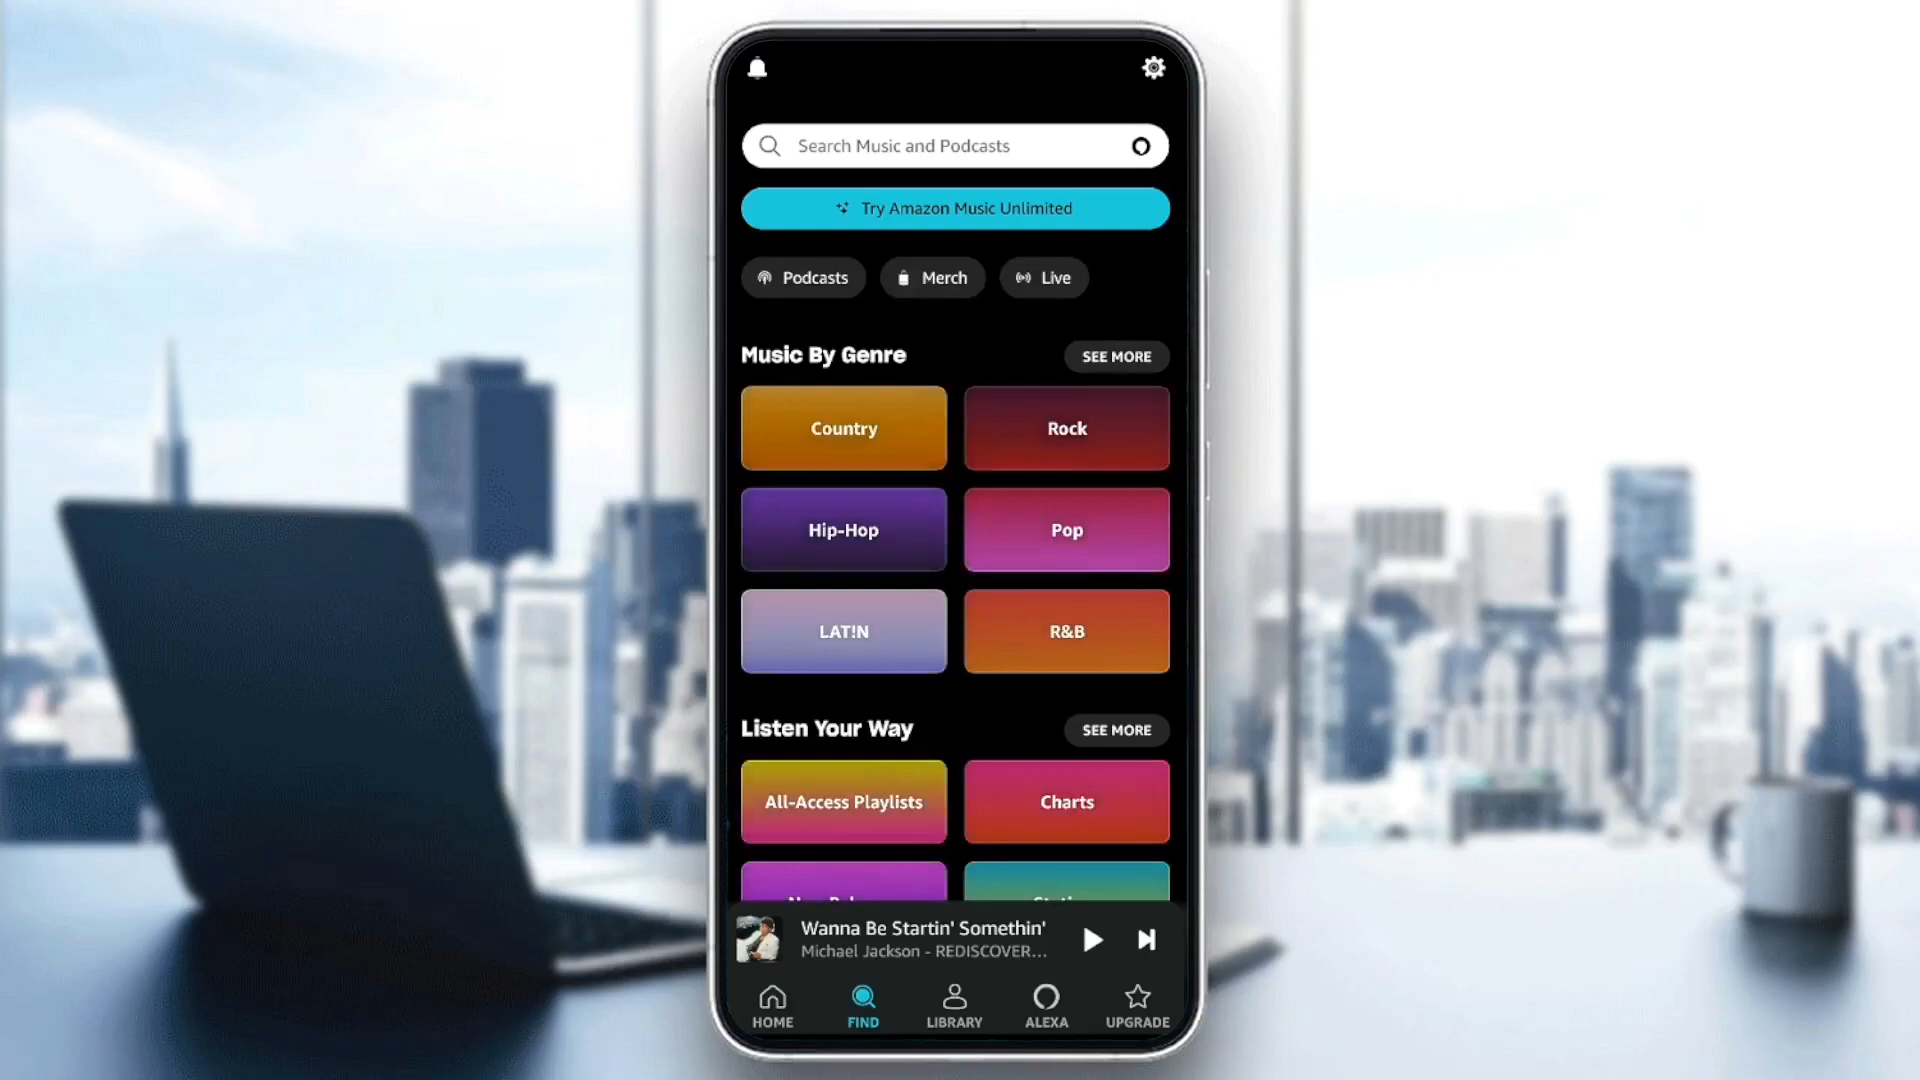 Search Music and Podcasts
Try Amazon Music Unlimited
Podcasts Merch Live
Music By Genre SEE MORE
Country Rock
Hip-Hop Pop
LAT!N R&B
Listen Your Way SEE MORE
All-Access Playlists Charts
Wanna Be Startin' Somethin'
Michael Jackson - REDISCOVER...
HOME FIND LIBRARY ALEXA UPGRADE